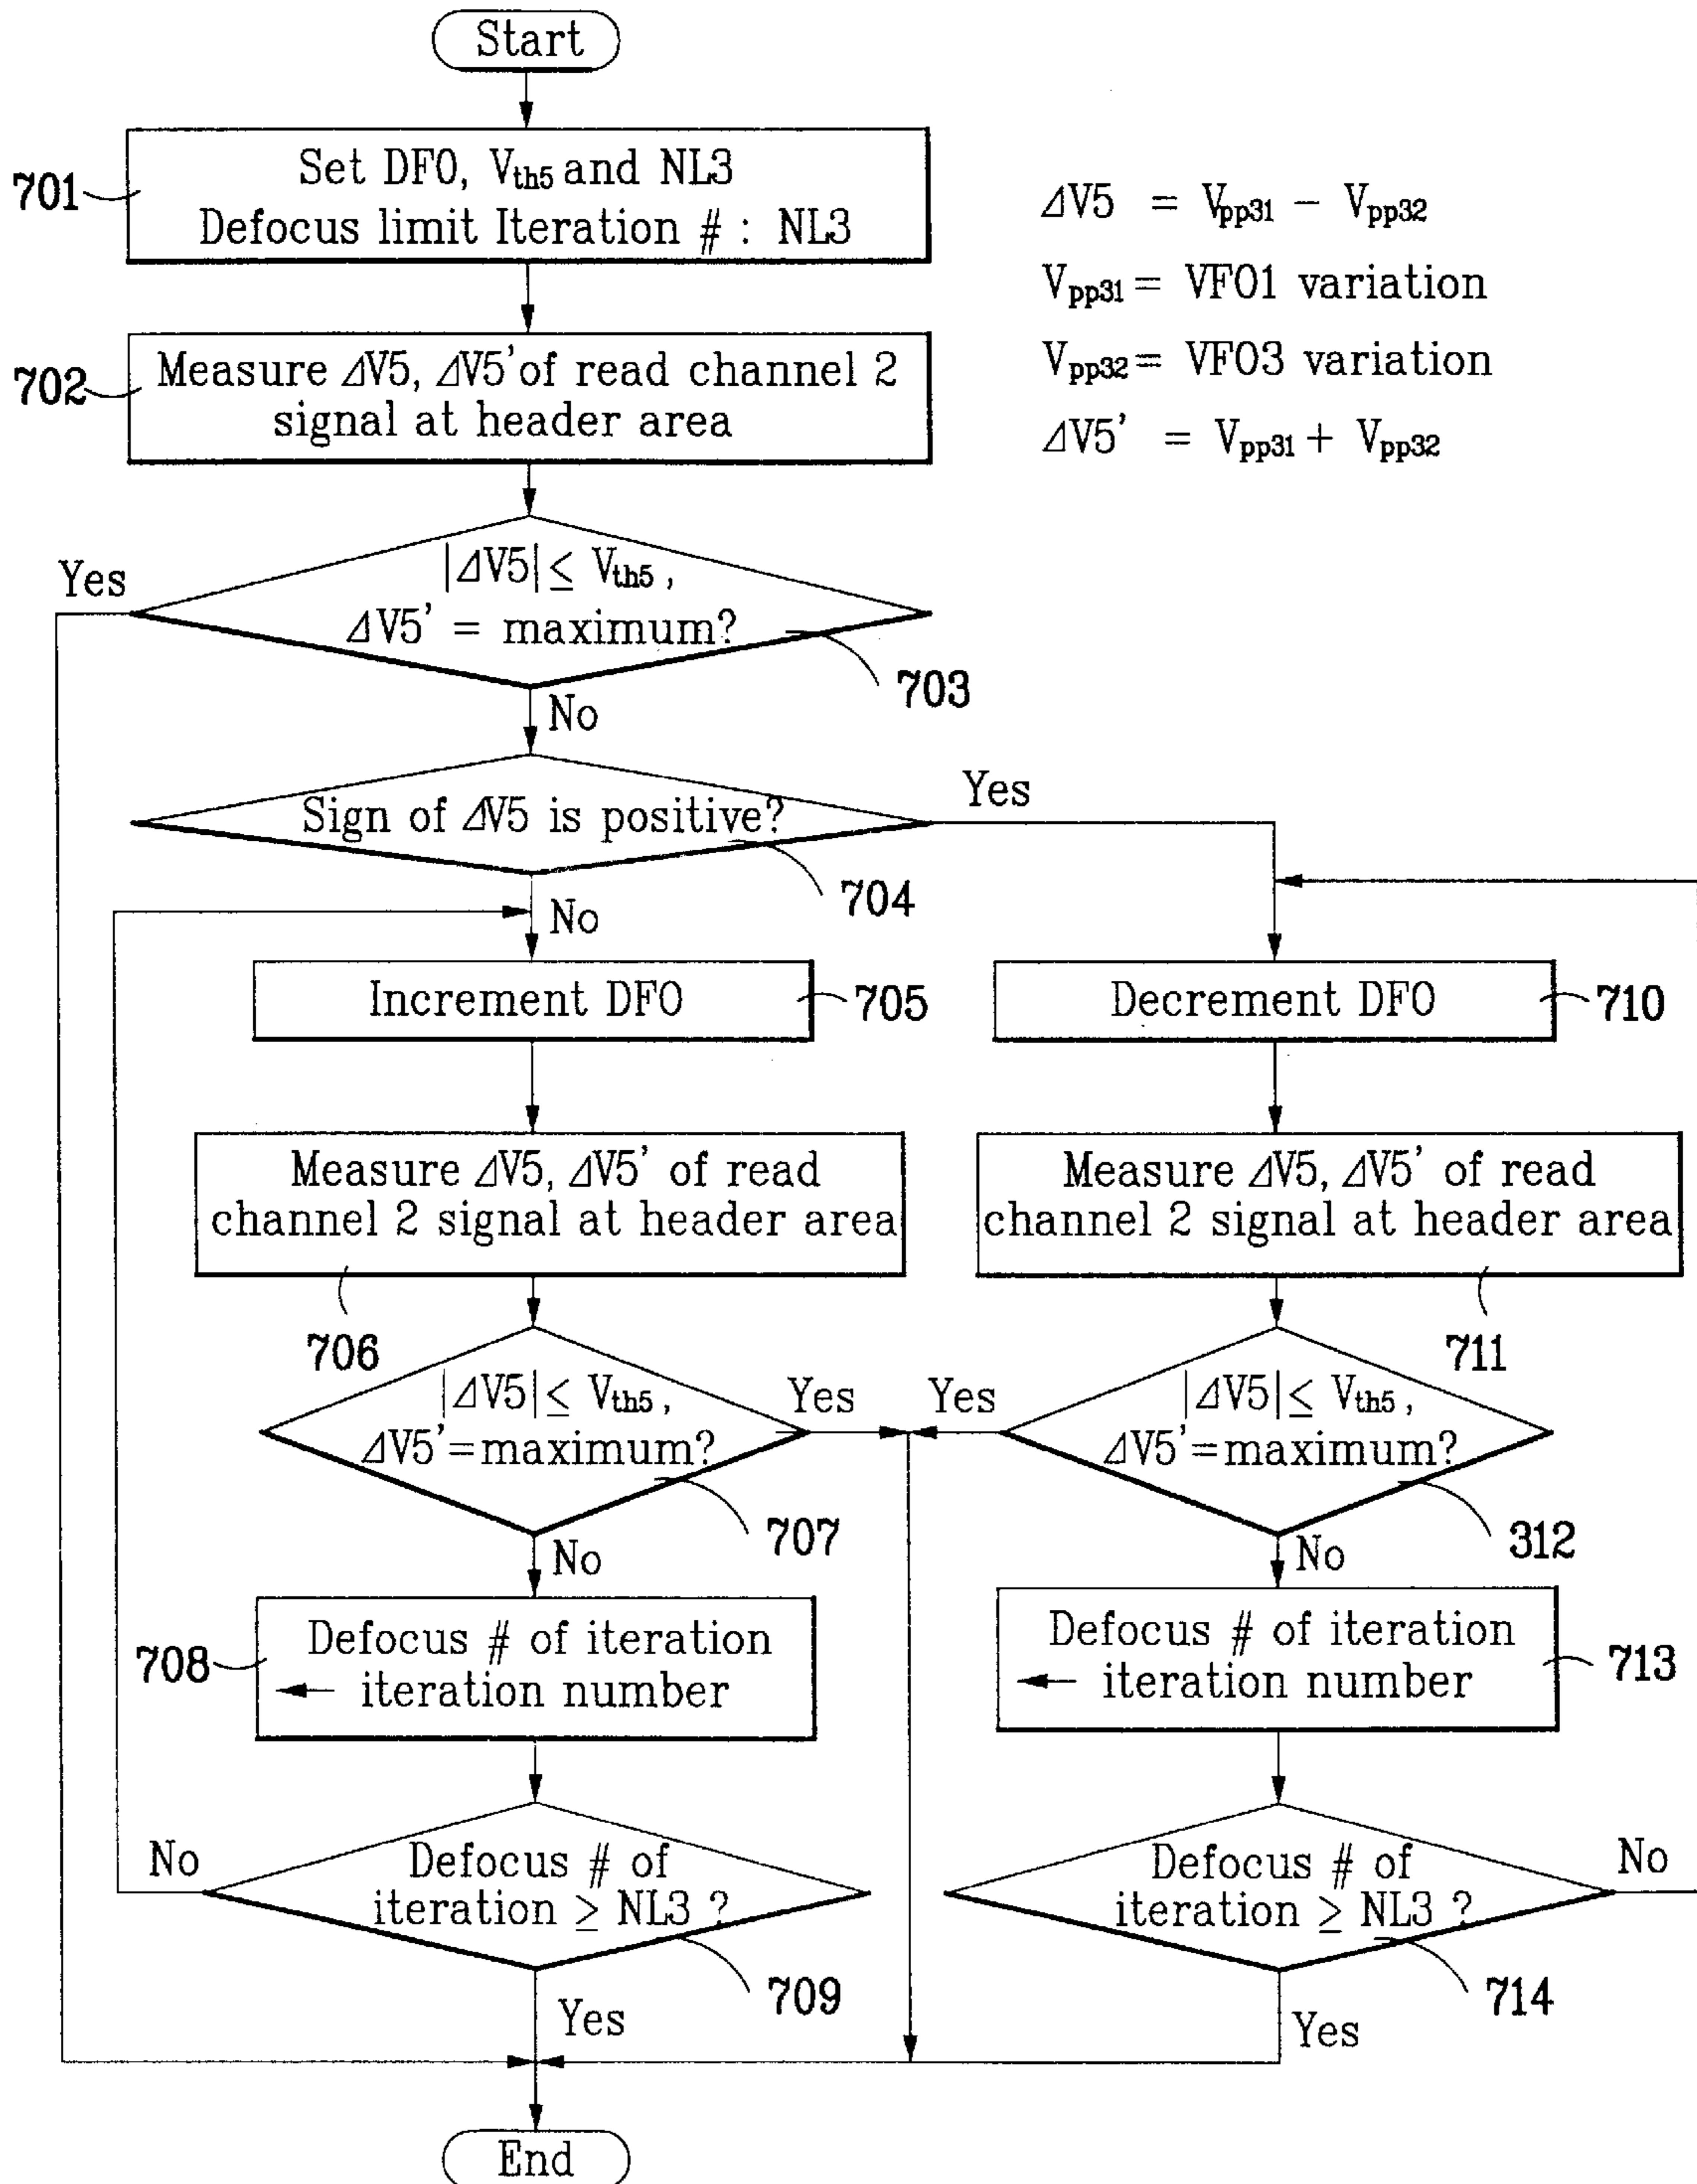 Start
701
Set DFO, Vth5 and NL3
Defocus limit Iteration # : NL3
ΔV5 = Vpp31 − Vpp32
Vpp31 = VFO1 variation
Vpp32 = VFO3 variation
ΔV5' = Vpp31 + Vpp32
702
Measure ΔV5, ΔV5' of read channel 2
signal at header area
Yes
|ΔV5| ≤ Vth5 ,
ΔV5' = maximum?
703
No
Sign of ΔV5 is positive?
Yes
704
No
Increment DFO
705
Decrement DFO
710
Measure ΔV5, ΔV5' of read
channel 2 signal at header area
706
Measure ΔV5, ΔV5' of read
channel 2 signal at header area
711
|ΔV5| ≤ Vth5 ,
ΔV5'=maximum?
Yes
707
Yes
|ΔV5| ≤ Vth5 ,
ΔV5'=maximum?
312
No
No
708
Defocus # of iteration
← iteration number
Defocus # of iteration
← iteration number
713
No
Defocus # of
iteration ≥ NL3 ?
709
Yes
Defocus # of
iteration ≥ NL3 ?
No
714
Yes
End